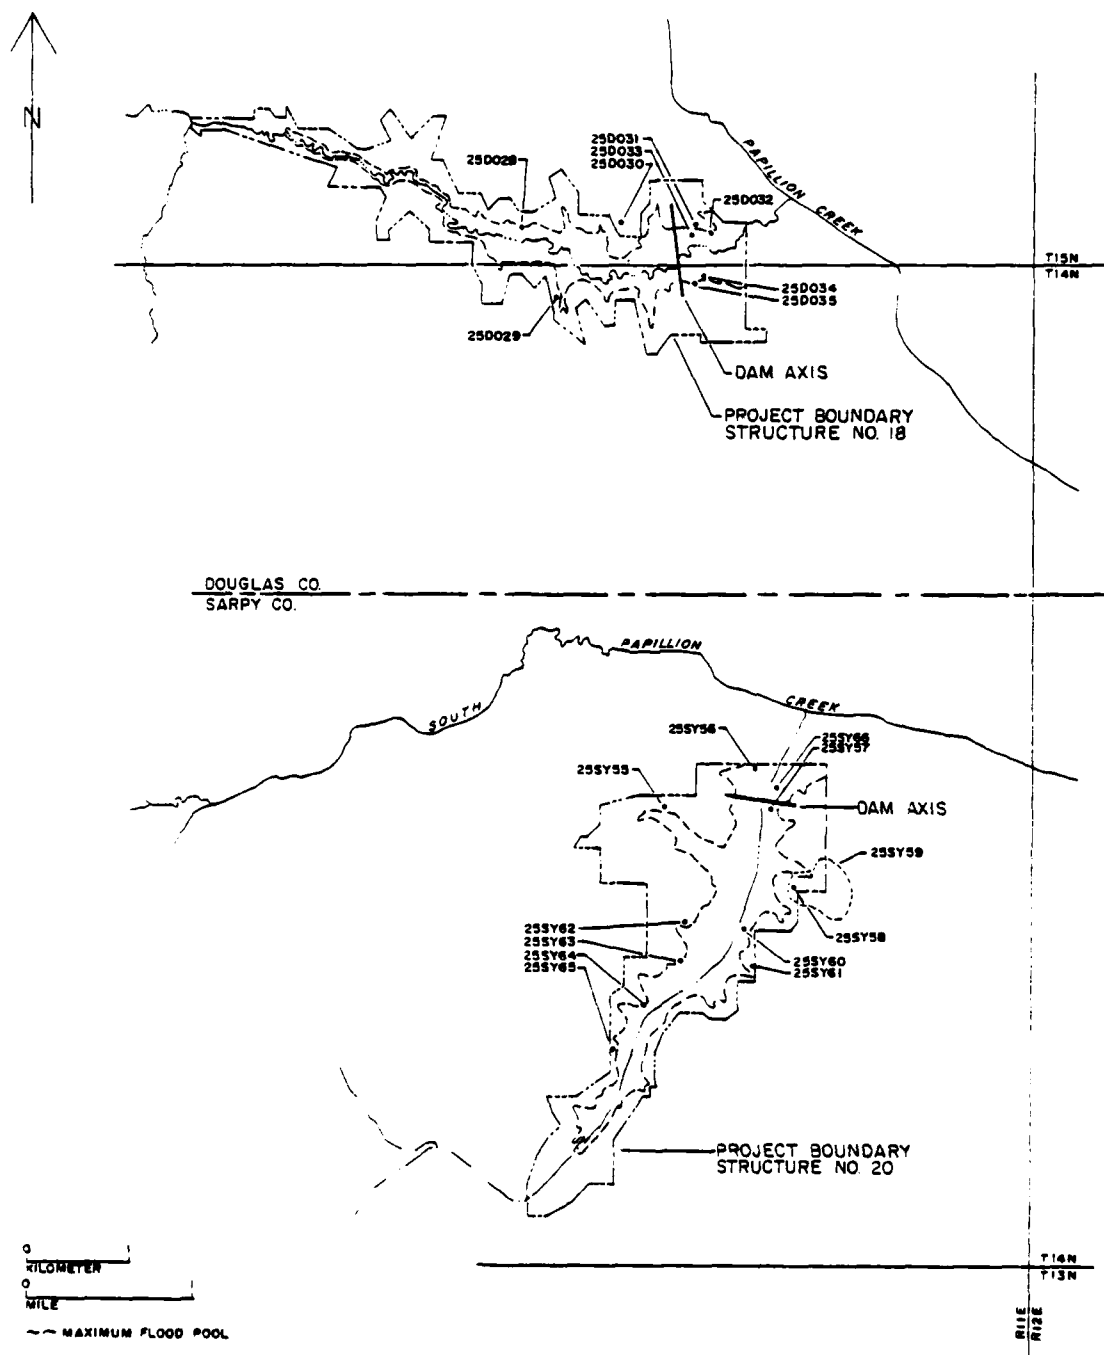 N
25DO31
25DO33
25DO30
25DO28
25DO32
PAPILLION CREEK
T15N
T14N
25DO34
25DO35
25DO29
DAM AXIS
PROJECT BOUNDARY
STRUCTURE NO. 18
DOUGLAS CO.
SARPY CO.
SOUTH PAPILLION CREEK
25SY56
25SY66
25SY57
25SY55
DAM AXIS
25SY59
25SY58
25SY62
25SY63
25SY64
25SY65
25SY60
25SY61
PROJECT BOUNDARY
STRUCTURE NO. 20
0 1
KILOMETER
0 1
MILE
MAXIMUM FLOOD POOL
T14N
T13N
R11E
R12E